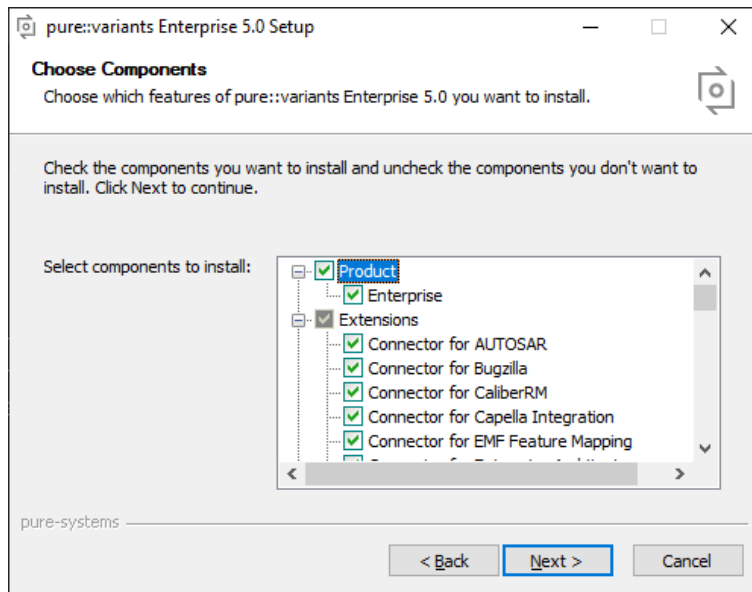 pure::variants Enterprise 5.0 Setup
Choose Components
Choose which features of pure::variants Enterprise 5.0 you want to install.
Check the components you want to install and uncheck the components you don't want to
install. Click Next to continue.
Select components to install:
Product
Enterprise
Extensions
Connector for AUTOSAR
Connector for Bugzilla
Connector for CaliberRM
Connector for Capella Integration
Connector for EMF Feature Mapping
pure-systems
< Back
Next >
Cancel